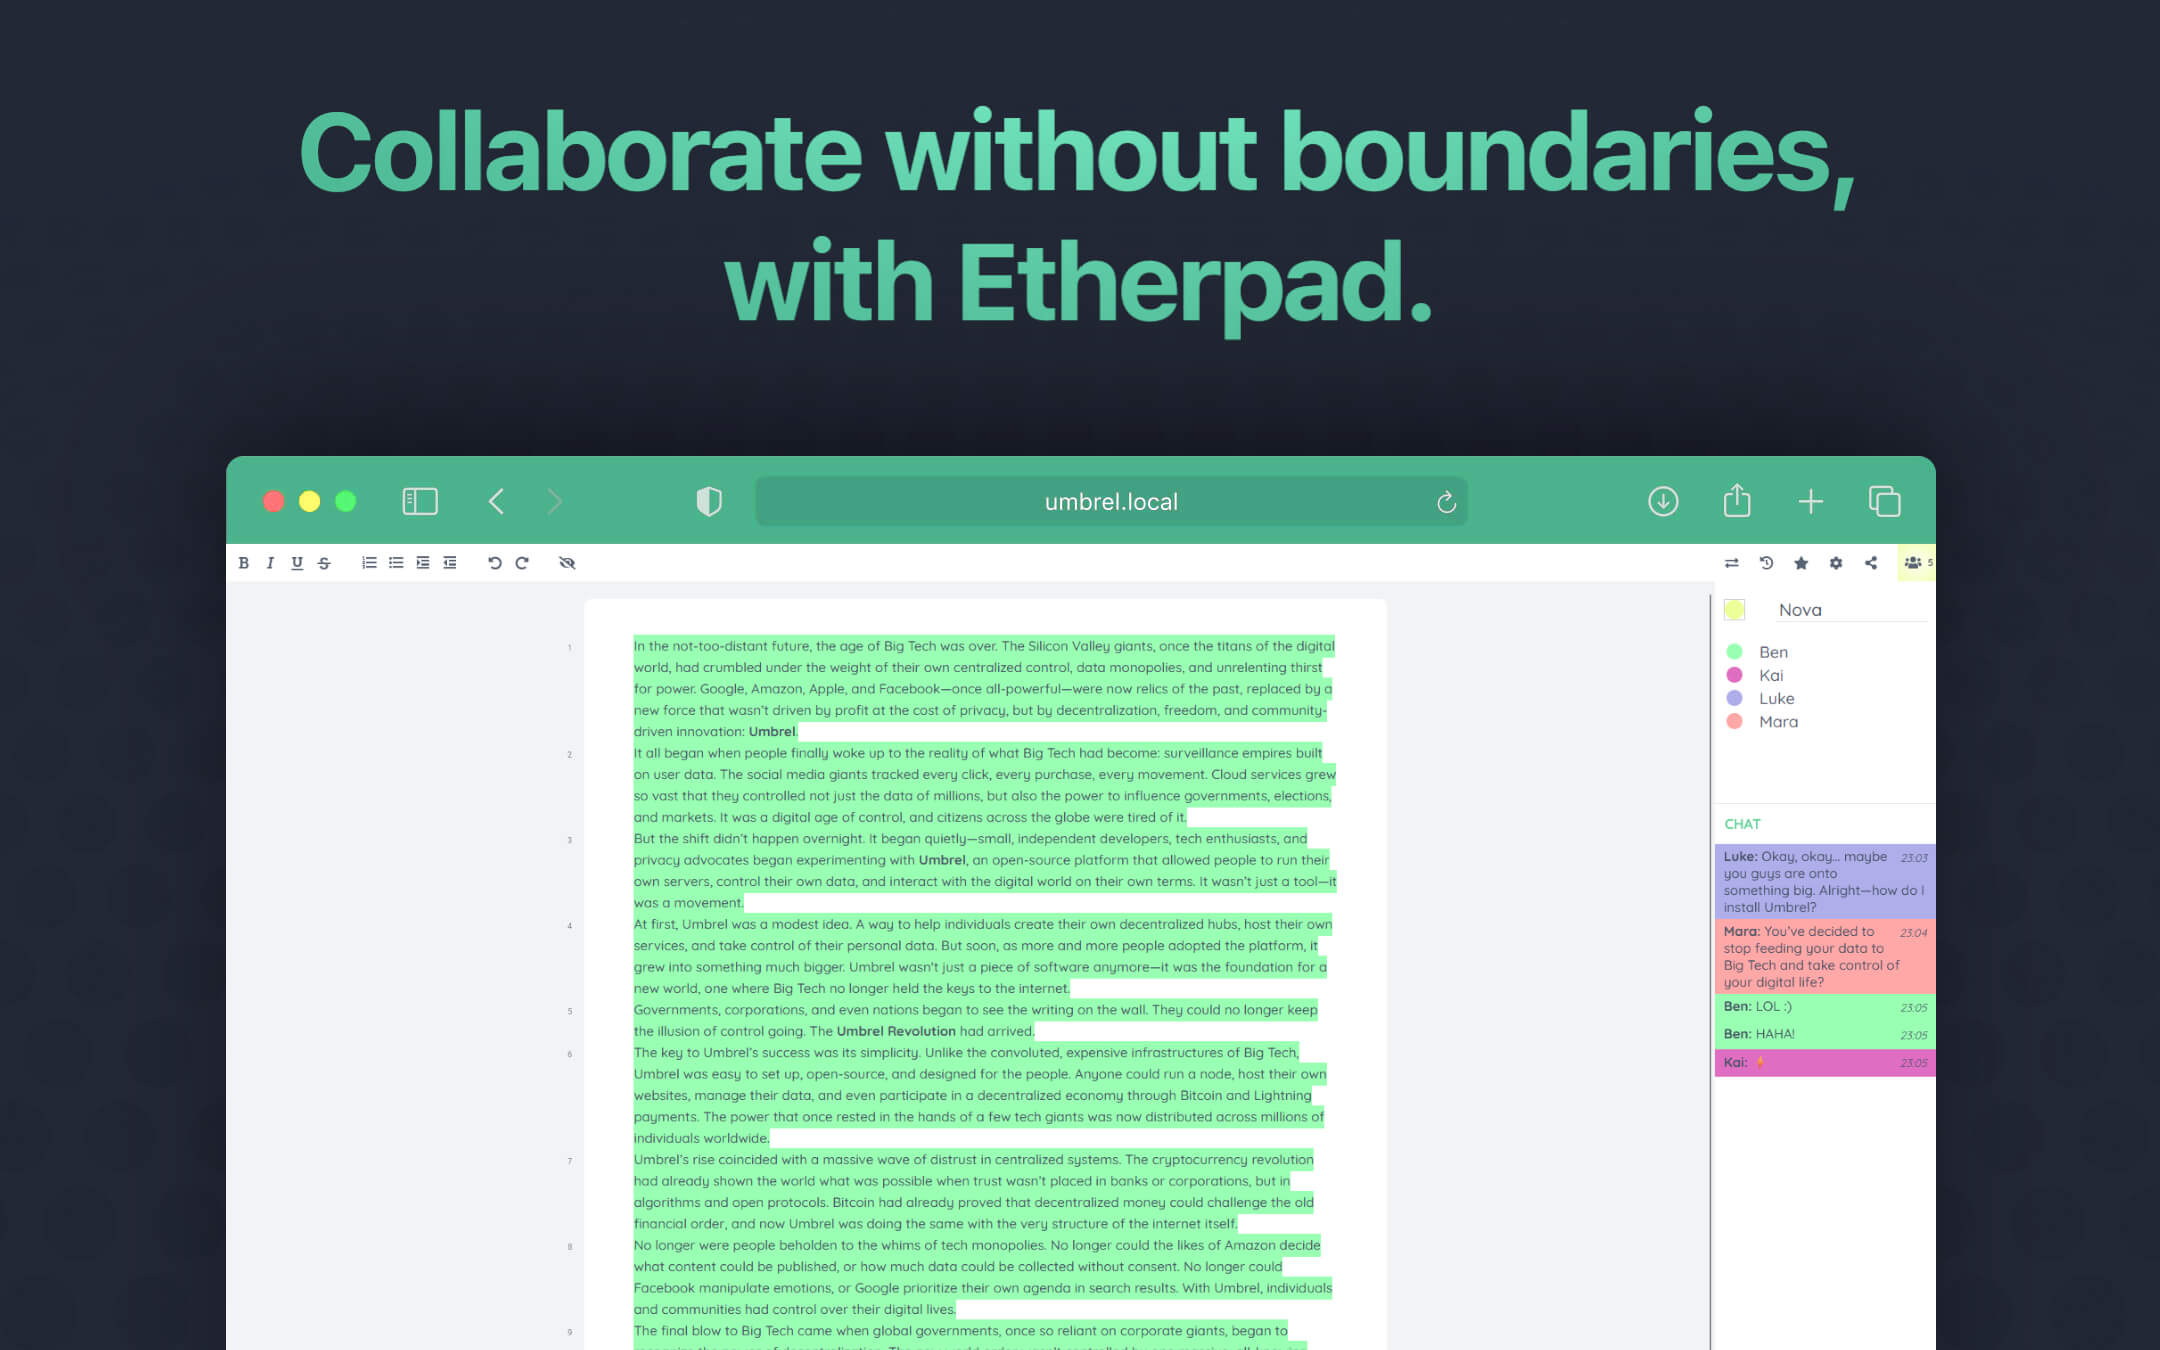 Collaborate without boundaries,
with Etherpad.
umbrel.local
B I U S
5
Nova
Ben
Kai
Luke
Mara
1
In the not-too-distant future, the age of Big Tech was over. The Silicon Valley giants, once the titans of the digital
world, had crumbled under the weight of their own centralized control, data monopolies, and unrelenting thirst
for power. Google, Amazon, Apple, and Facebook—once all-powerful—were now relics of the past, replaced by a
new force that wasn't driven by profit at the cost of privacy, but by decentralization, freedom, and community-
driven innovation: Umbrel.
2
It all began when people finally woke up to the reality of what Big Tech had become: surveillance empires built
on user data. The social media giants tracked every click, every purchase, every movement. Cloud services grew
so vast that they controlled not just the data of millions, but also the power to influence governments, elections,
and markets. It was a digital age of control, and citizens across the globe were tired of it.
3
But the shift didn't happen overnight. It began quietly—small, independent developers, tech enthusiasts, and
privacy advocates began experimenting with Umbrel, an open-source platform that allowed people to run their
own servers, control their own data, and interact with the digital world on their own terms. It wasn't just a tool—it
was a movement.
4
At first, Umbrel was a modest idea. A way to help individuals create their own decentralized hubs, host their own
services, and take control of their personal data. But soon, as more and more people adopted the platform, it
grew into something much bigger. Umbrel wasn't just a piece of software anymore—it was the foundation for a
new world, one where Big Tech no longer held the keys to the internet.
5
Governments, corporations, and even nations began to see the writing on the wall. They could no longer keep
the illusion of control going. The Umbrel Revolution had arrived.
6
The key to Umbrel's success was its simplicity. Unlike the convoluted, expensive infrastructures of Big Tech,
Umbrel was easy to set up, open-source, and designed for the people. Anyone could run a node, host their own
websites, manage their data, and even participate in a decentralized economy through Bitcoin and Lightning
payments. The power that once rested in the hands of a few tech giants was now distributed across millions of
individuals worldwide.
7
Umbrel's rise coincided with a massive wave of distrust in centralized systems. The cryptocurrency revolution
had already shown the world what was possible when trust wasn't placed in banks or corporations, but in
algorithms and open protocols. Bitcoin had already proved that decentralized money could challenge the old
financial order, and now Umbrel was doing the same with the very structure of the internet itself.
8
No longer were people beholden to the whims of tech monopolies. No longer could the likes of Amazon decide
what content could be published, or how much data could be collected without consent. No longer could
Facebook manipulate emotions, or Google prioritize their own agenda in search results. With Umbrel, individuals
and communities had control over their digital lives.
9
The final blow to Big Tech came when global governments, once so reliant on corporate giants, began to
CHAT
Luke: Okay, okay... maybe 23:03
you guys are onto
something big. Alright—how do I
install Umbrel?
Mara: You've decided to 23:04
stop feeding your data to
Big Tech and take control of
your digital life?
Ben: LOL :) 23:05
Ben: HAHA! 23:05
Kai: 23:05